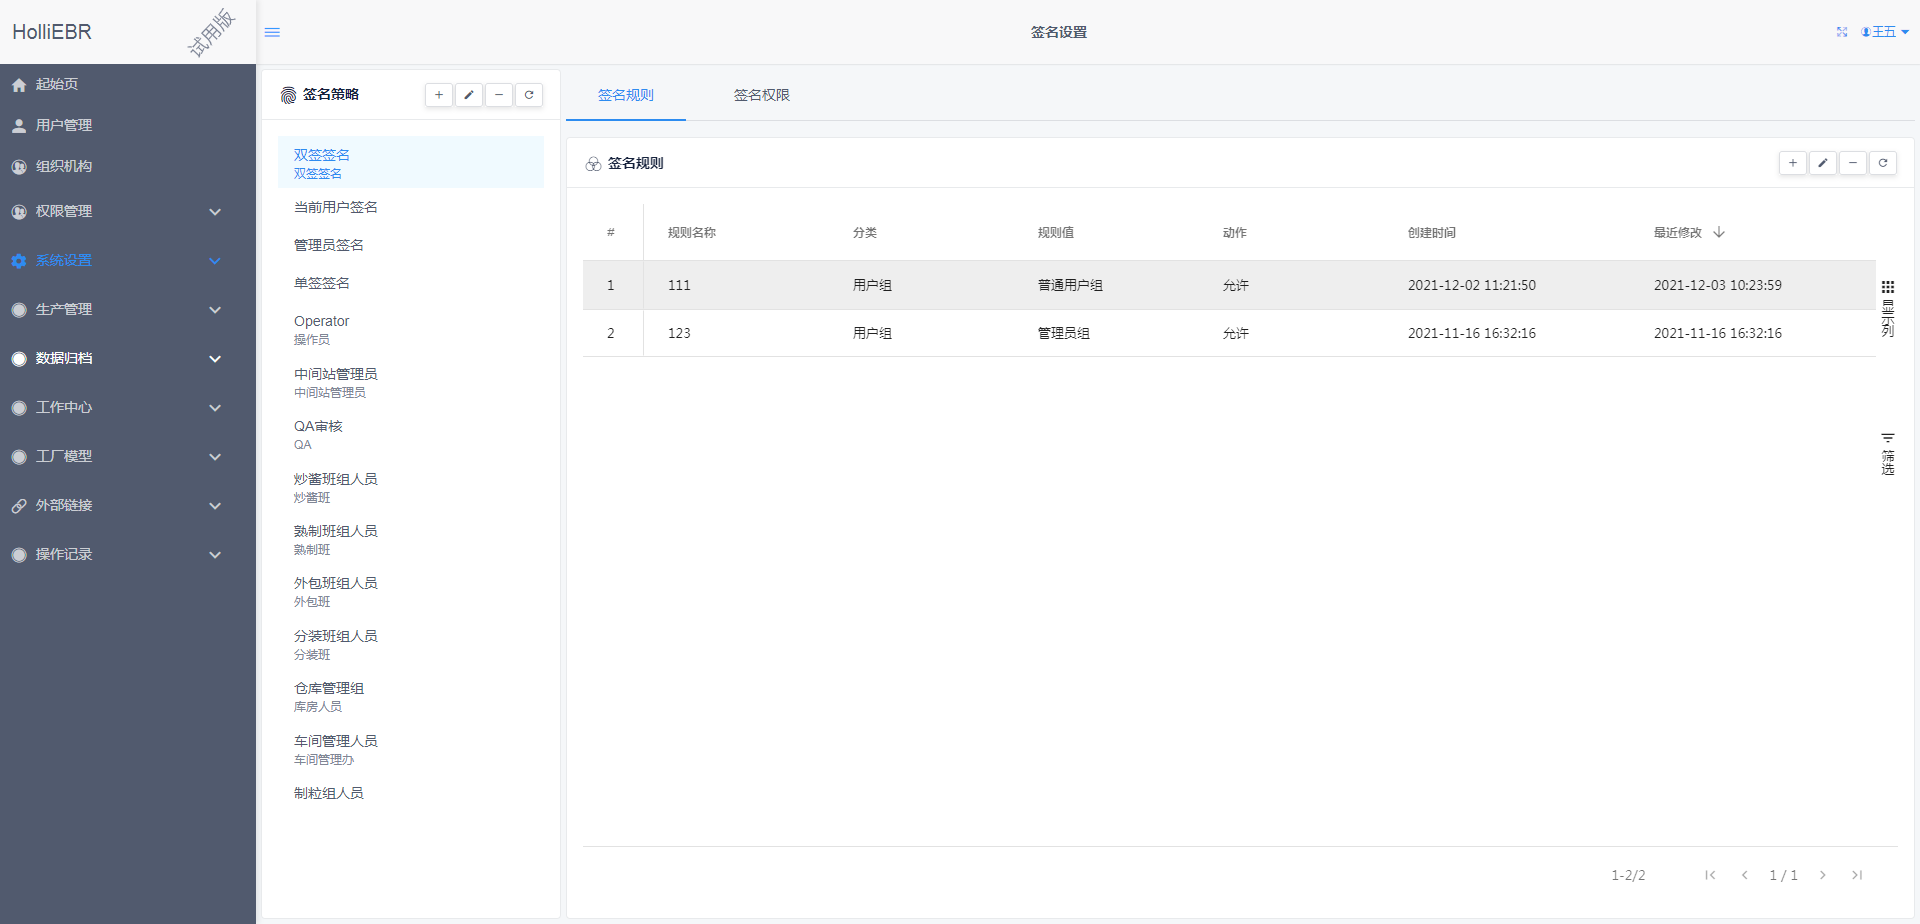 HolliEBR
试用版
签名设置
王五
起始页
用户管理
组织机构
权限管理
系统设置
生产管理
数据归档
工作中心
工厂模型
外部链接
操作记录
签名策略
双签签名
双签签名
当前用户签名
管理员签名
单签签名
Operator
操作员
中间站管理员
中间站管理员
QA审核
QA
炒酱班组人员
炒酱班
熟制班组人员
熟制班
外包班组人员
外包班
分装班组人员
分装班
仓库管理组
库房人员
车间管理人员
车间管理办
制粒组人员
签名规则 签名权限
签名规则
# 规则名称 分类 规则值 动作 创建时间 最近修改
1 111 用户组 普通用户组 允许 2021-12-02 11:21:50 2021-12-03 10:23:59
2 123 用户组 管理员组 允许 2021-11-16 16:32:16 2021-11-16 16:32:16
显示列
筛选
1-2/2 1 / 1